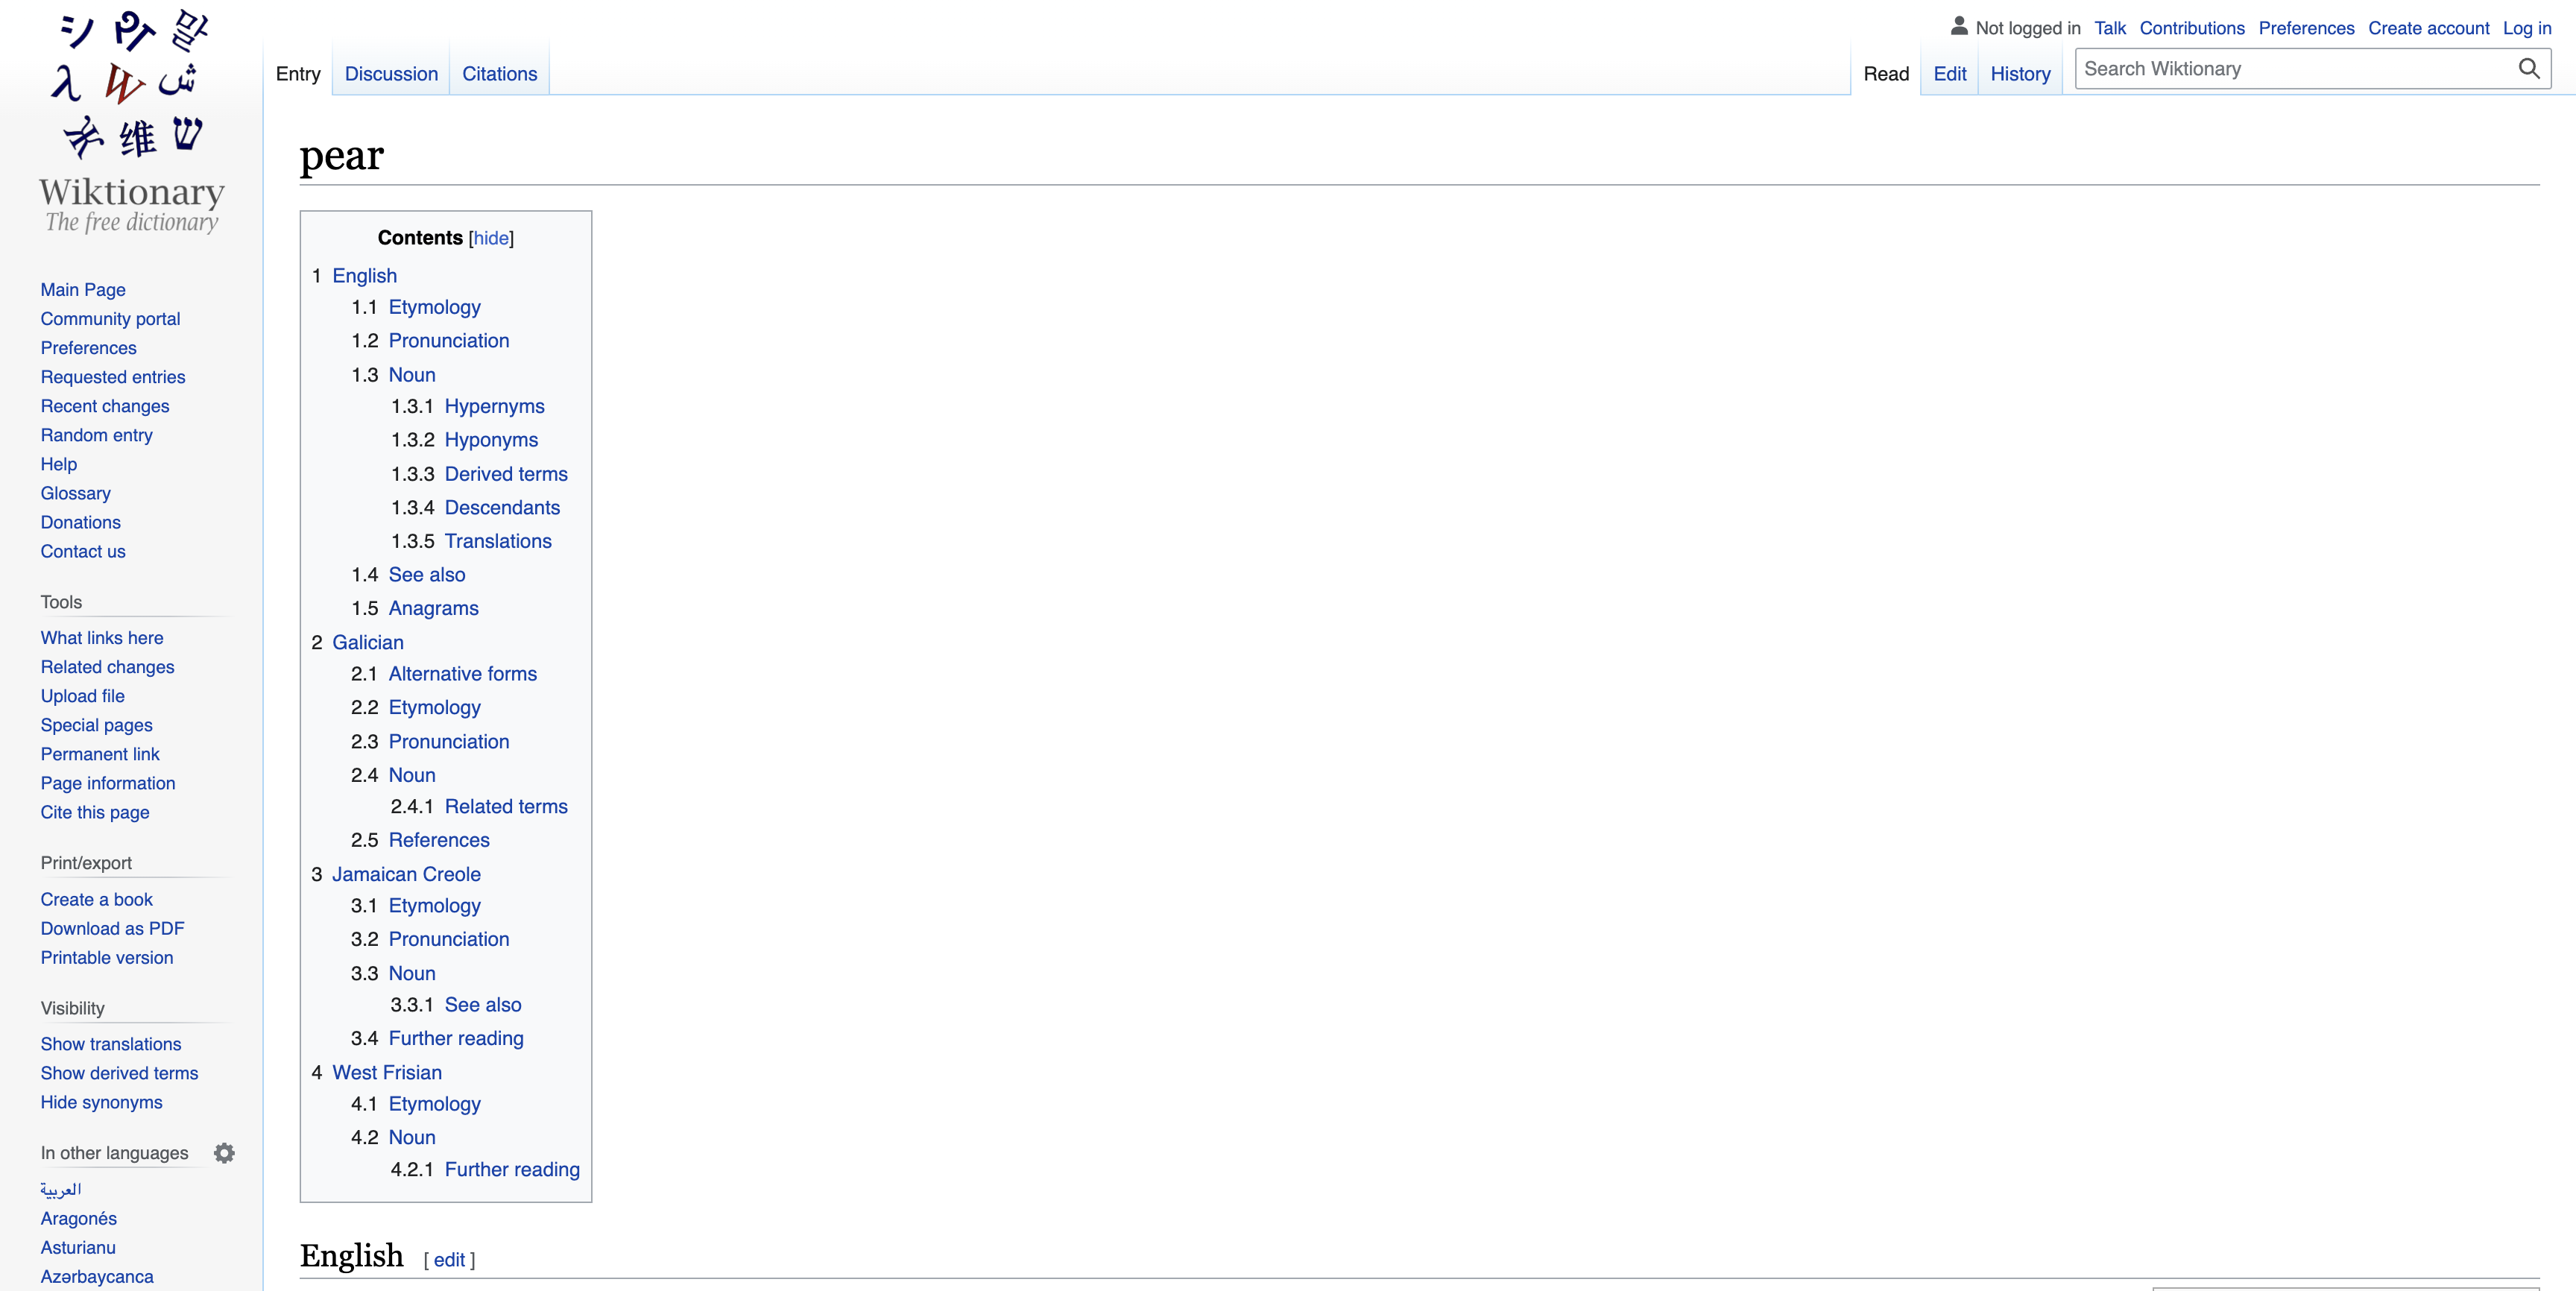 シ
말
λ
W
ش
维
ש
Wiktionary
The free dictionary
Main Page
Community portal
Preferences
Requested entries
Recent changes
Random entry
Help
Glossary
Donations
Contact us
Tools
What links here
Related changes
Upload file
Special pages
Permanent link
Page information
Cite this page
Print/export
Create a book
Download as PDF
Printable version
Visibility
Show translations
Show derived terms
Hide synonyms
In other languages
العربية
Aragonés
Asturianu
Azərbaycanca
Not logged in Talk Contributions Preferences Create account Log in
Entry Discussion Citations Read Edit History Search Wiktionary
pear
Contents [hide]
1 English
1.1 Etymology
1.2 Pronunciation
1.3 Noun
1.3.1 Hypernyms
1.3.2 Hyponyms
1.3.3 Derived terms
1.3.4 Descendants
1.3.5 Translations
1.4 See also
1.5 Anagrams
2 Galician
2.1 Alternative forms
2.2 Etymology
2.3 Pronunciation
2.4 Noun
2.4.1 Related terms
2.5 References
3 Jamaican Creole
3.1 Etymology
3.2 Pronunciation
3.3 Noun
3.3.1 See also
3.4 Further reading
4 West Frisian
4.1 Etymology
4.2 Noun
4.2.1 Further reading
English [ edit ]